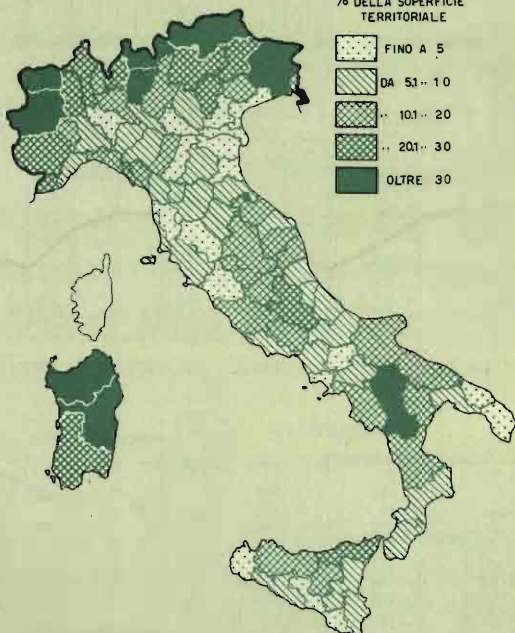 % DELLA SUPERFICIE
TERRITORIALE
FINO A 5
DA 5.1 ,, 10
,, 10.1 ,, 20
,, 20.1 ,, 30
OLTRE 30